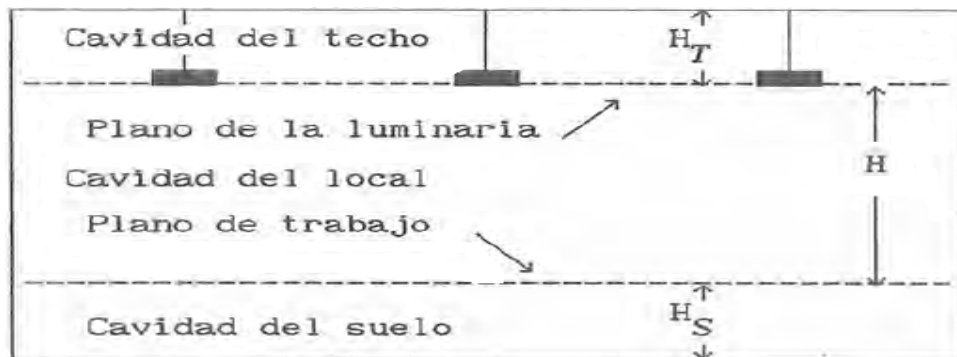 Cavidad del techo
H_T
Plano de la luminaria
Cavidad del local
H
Plano de trabajo
H_S
Cavidad del suelo